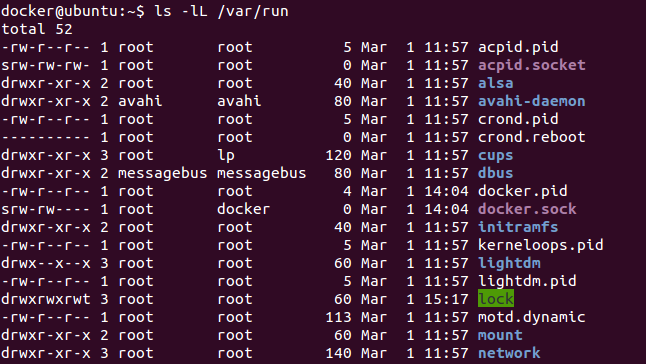 docker@ubuntu:~$ ls -lL /var/run
total 52
-rw-r--r-- 1 root       root          5 Mar  1 11:57 acpid.pid
srw-rw-rw- 1 root       root          0 Mar  1 11:57 acpid.socket
drwxr-xr-x 2 root       root         40 Mar  1 11:57 alsa
drwxr-xr-x 2 avahi      avahi        80 Mar  1 11:57 avahi-daemon
-rw-r--r-- 1 root       root          5 Mar  1 11:57 crond.pid
---------- 1 root       root          0 Mar  1 11:57 crond.reboot
drwxr-xr-x 3 root       lp          120 Mar  1 11:57 cups
drwxr-xr-x 2 messagebus messagebus   80 Mar  1 11:57 dbus
-rw-r--r-- 1 root       root          4 Mar  1 14:04 docker.pid
srw-rw---- 1 root       docker        0 Mar  1 14:04 docker.sock
drwxr-xr-x 2 root       root         40 Mar  1 11:57 initramfs
-rw-r--r-- 1 root       root          5 Mar  1 11:57 kerneloops.pid
drwx--x--x 3 root       root         60 Mar  1 11:57 lightdm
-rw-r--r-- 1 root       root          5 Mar  1 11:57 lightdm.pid
drwxrwxrwt 3 root       root         60 Mar  1 15:17 lock
-rw-r--r-- 1 root       root        113 Mar  1 11:57 motd.dynamic
drwxr-xr-x 2 root       root         60 Mar  1 11:57 mount
drwxr-xr-x 3 root       root        140 Mar  1 11:57 network